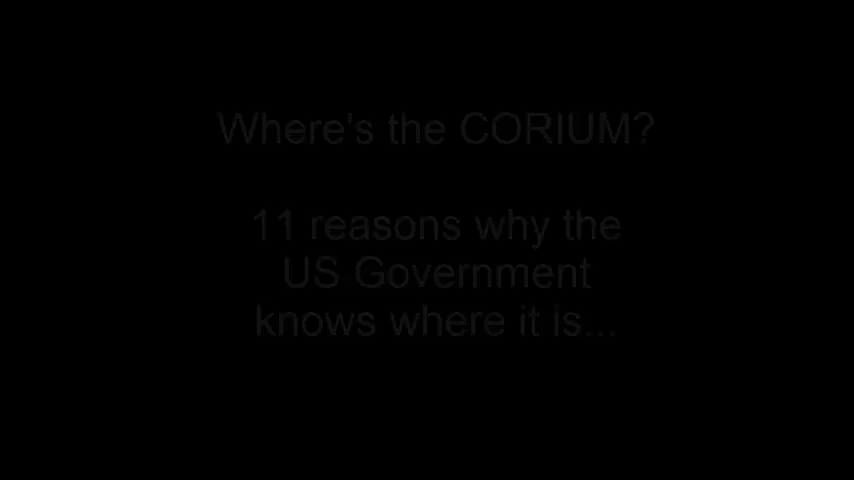 Where's the CORIUM?
11 reasons why the
US Government
knows where it is...